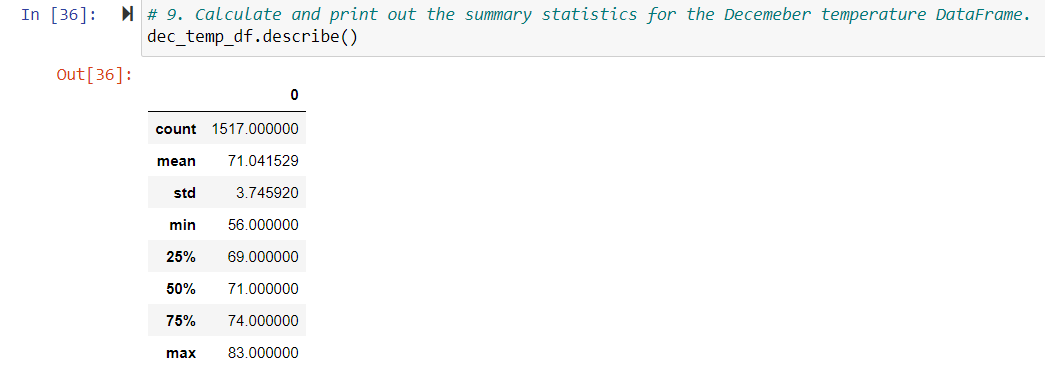 In [36]: # 9. Calculate and print out the summary statistics for the Decemeber temperature DataFrame.
dec_temp_df.describe()
Out[36]:
0
count 1517.000000
mean 71.041529
std 3.745920
min 56.000000
25% 69.000000
50% 71.000000
75% 74.000000
max 83.000000